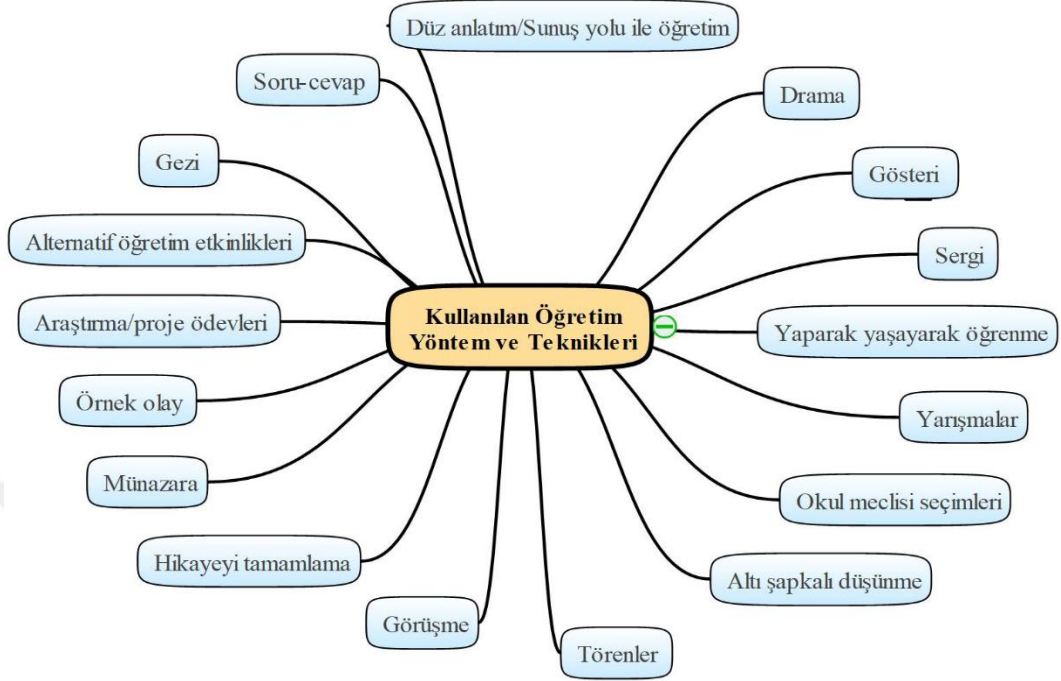 Düz anlatım/Sunuş yolu ile öğretim
Soru-cevap
Drama
Gezi
Gösteri
Alternatif öğretim etkinlikleri
Sergi
Araştırma/proje ödevleri
Kullanılan Öğretim
Yöntem ve Teknikleri
Yaparak yaşayarak öğrenme
Örnek olay
Yarışmalar
Münazara
Okul meclisi seçimleri
Hikayeyi tamamlama
Altı şapkalı düşünme
Görüşme
Törenler